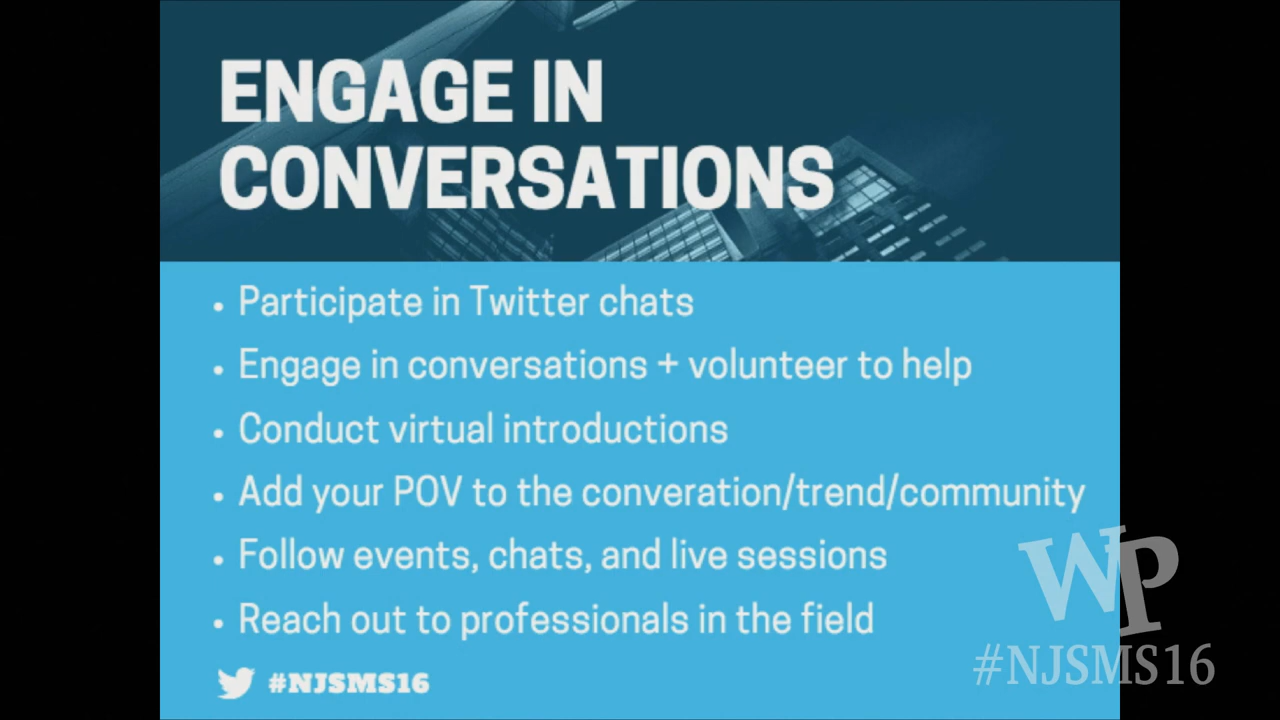 ENGAGE IN
CONVERSATIONS
• Participate in Twitter chats
• Engage in conversations + volunteer to help
• Conduct virtual introductions
• Add your POV to the converation/trend/community
• Follow events, chats, and live sessions
• Reach out to professionals in the field
#NJSMS16
WP
#NJSMS16